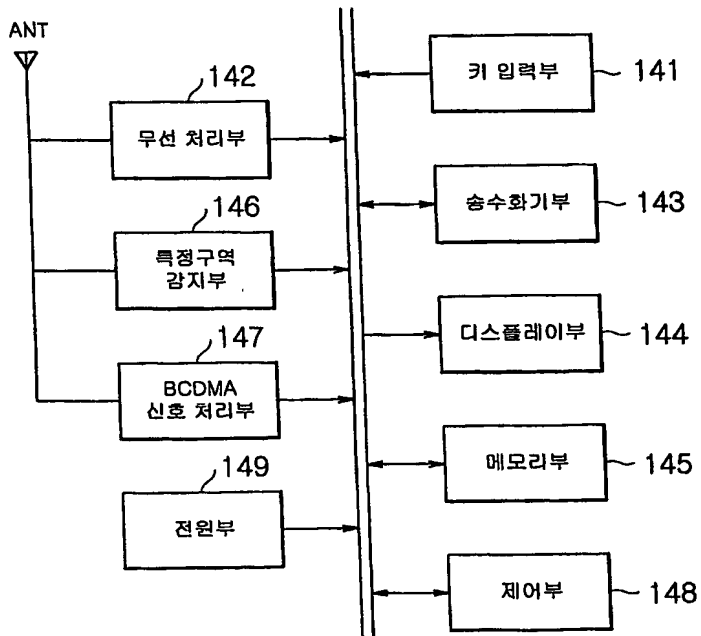 ANT
142
무선 처리부
146
특정구역
감지부
147
BCDMA
신호 처리부
149
전원부
키 입력부
141
송수화기부
143
디스플레이부
144
메모리부
145
제어부
148